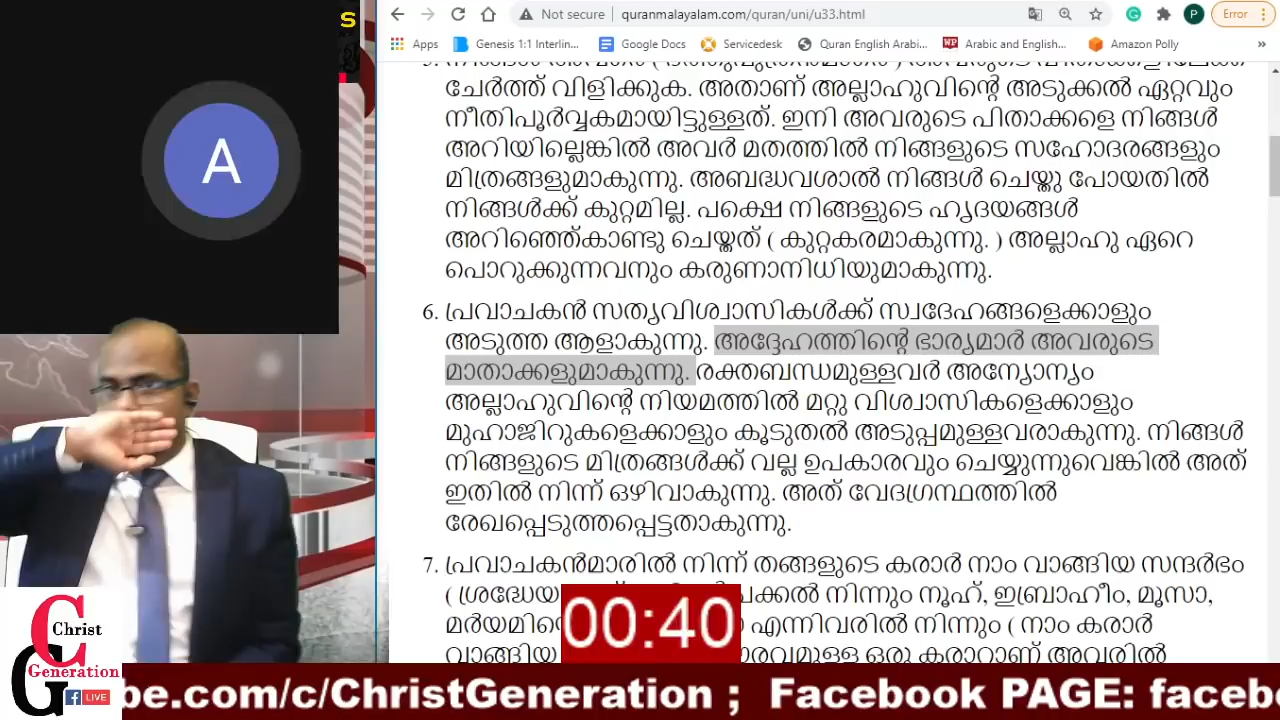 S
A
Not secure
quranmalayalam.com/quran/uni/u33.html
P
Error
Apps
Genesis 1:1 Interlin...
Google Docs
Servicedesk
Quran English Arabi...
Arabic and English...
Amazon Polly
»
ചേർത്ത് വിളിക്കുക. അതാണ് അല്ലാഹുവിന്റെ അടുക്കൽ ഏറ്റവും
നീതിപൂർവ്വകമായിട്ടുള്ളത്. ഇനി അവരുടെ പിതാക്കളെ നിങ്ങൾ
അറിയില്ലെങ്കിൽ അവർ മതത്തിൽ നിങ്ങളുടെ സഹോദരങ്ങളും
മിത്രങ്ങളുമാകുന്നു. അബദ്ധവശാൽ നിങ്ങൾ ചെയ്തു പോയതിൽ
നിങ്ങൾക്ക് കുറ്റമില്ല. പക്ഷെ നിങ്ങളുടെ ഹൃദയങ്ങൾ
അറിഞ്ഞ്കൊണ്ടു ചെയ്തത് ( കുറ്റകരമാകുന്നു. ) അല്ലാഹു ഏറെ
പൊറുക്കുന്നവനും കരുണാനിധിയുമാകുന്നു.
6. പ്രവാചകൻ സത്യവിശ്വാസികൾക്ക് സ്വദേഹങ്ങളെക്കാളും
അടുത്ത ആളാകുന്നു. അദ്ദേഹത്തിന്റെ ഭാര്യമാർ അവരുടെ
മാതാക്കളുമാകുന്നു. രക്തബന്ധമുള്ളവർ അന്യോന്യം
അല്ലാഹുവിന്റെ നിയമത്തിൽ മറ്റു വിശ്വാസികളെക്കാളും
മുഹാജിറുകളെക്കാളും കൂടുതൽ അടുപ്പമുള്ളവരാകുന്നു. നിങ്ങൾ
നിങ്ങളുടെ മിത്രങ്ങൾക്ക് വല്ല ഉപകാരവും ചെയ്യുന്നുവെങ്കിൽ അത്
ഇതിൽ നിന്ന് ഒഴിവാകുന്നു. അത് വേദഗ്രന്ഥത്തിൽ
രേഖപ്പെടുത്തപ്പെട്ടതാകുന്നു.
7. പ്രവാചകൻമാരിൽ നിന്ന് തങ്ങളുടെ കരാർ നാം വാങ്ങിയ സന്ദർഭം
നിന്നും നൂഹ്, ഇബ്രാഹീം, മൂസാ,
എന്നിവരിൽ നിന്നും ( നാം കരാർ
വാങ്ങിയ ഒരു കരാറാണ് അവരിൽ
00:40
Christ
Generation
CG
f LIVE
be.com/c/ChristGeneration ; Facebook PAGE: faceb